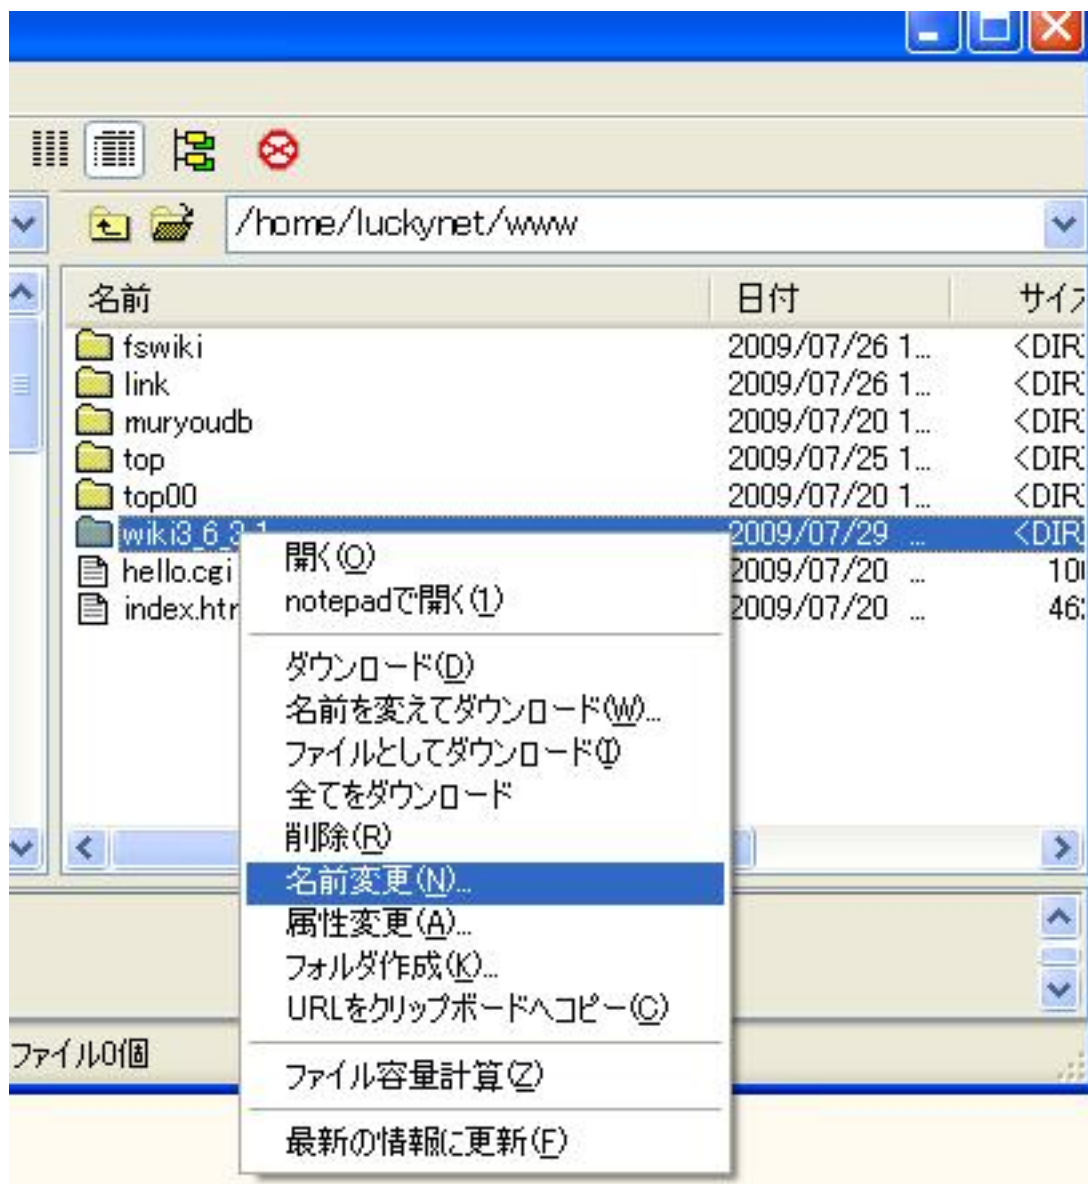 /home/luckynet/www
名前 日付 サイズ
fswiki 2009/07/26 1... <DIR
link 2009/07/26 1... <DIR
muryoudb 2009/07/20 1... <DIR
top 2009/07/25 1... <DIR
top00 2009/07/20 1... <DIR
wiki3_6_3_1 2009/07/29 ... <DIR
hello.cgi 2009/07/20 ... 10
index.htm 2009/07/20 ... 46
開く(O)
notepadで開く(1)
ダウンロード(D)
名前を変えてダウンロード(W)...
ファイルとしてダウンロード(I)
全てをダウンロード
削除(R)
名前変更(N)...
属性変更(A)...
フォルダ作成(K)...
URLをクリップボードへコピー(C)
ファイル容量計算(Z)
最新の情報に更新(F)
ファイル0個